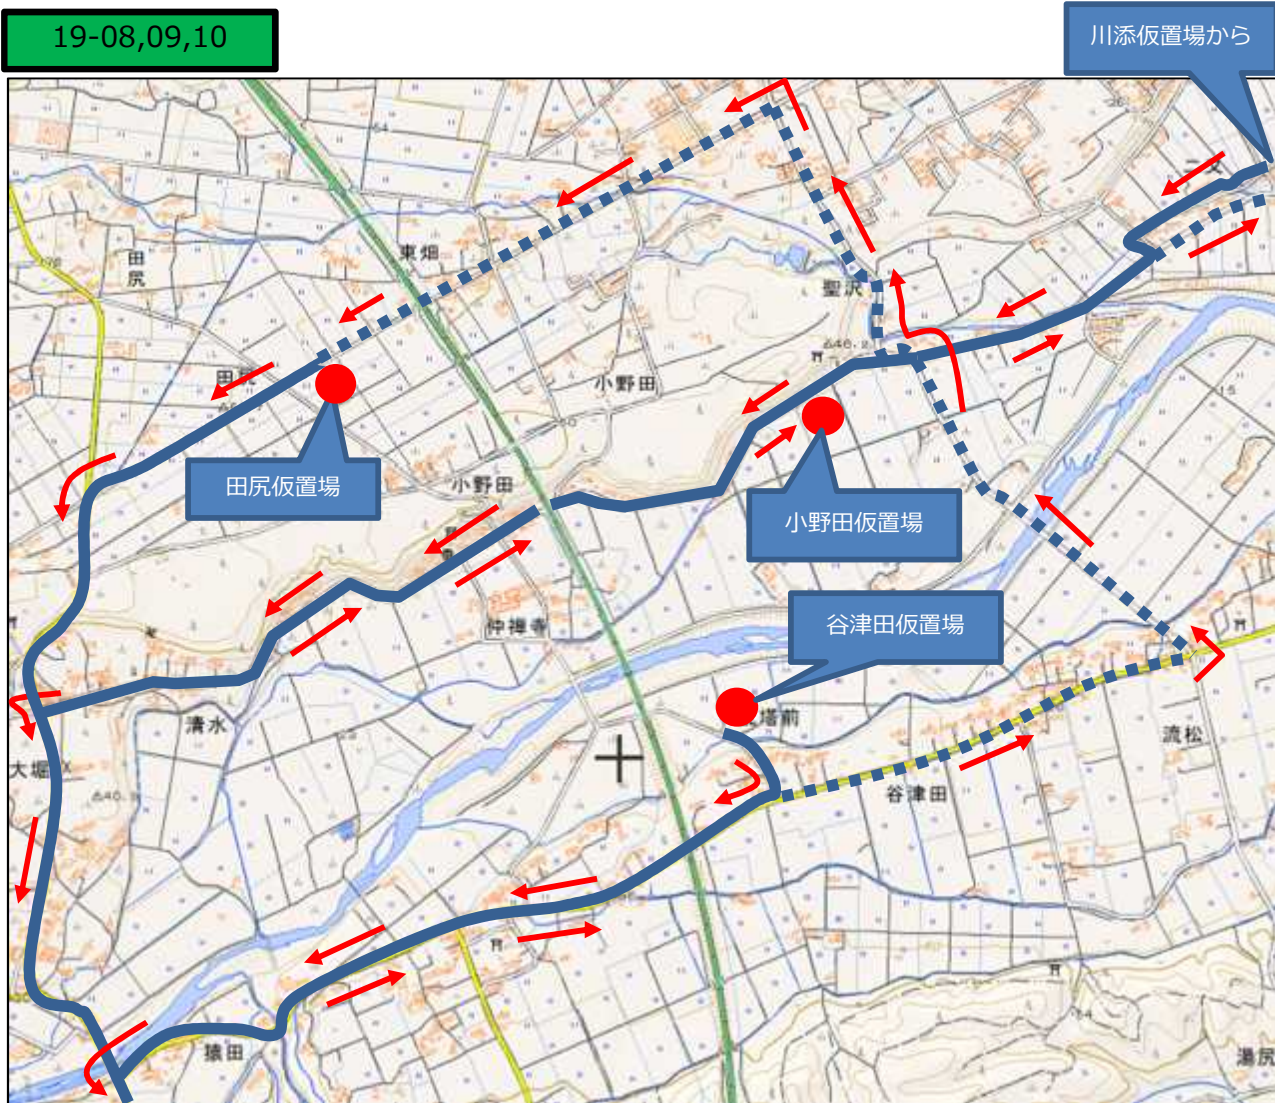 19-08,09,10
川添仮置場から
田尻
東畑
聖沢
田尻
小野田
田尻仮置場
小野田
小野田仮置場
谷津田仮置場
仲禅寺
塔前
清水
流松
大堀
谷津田
猿田
湯尻